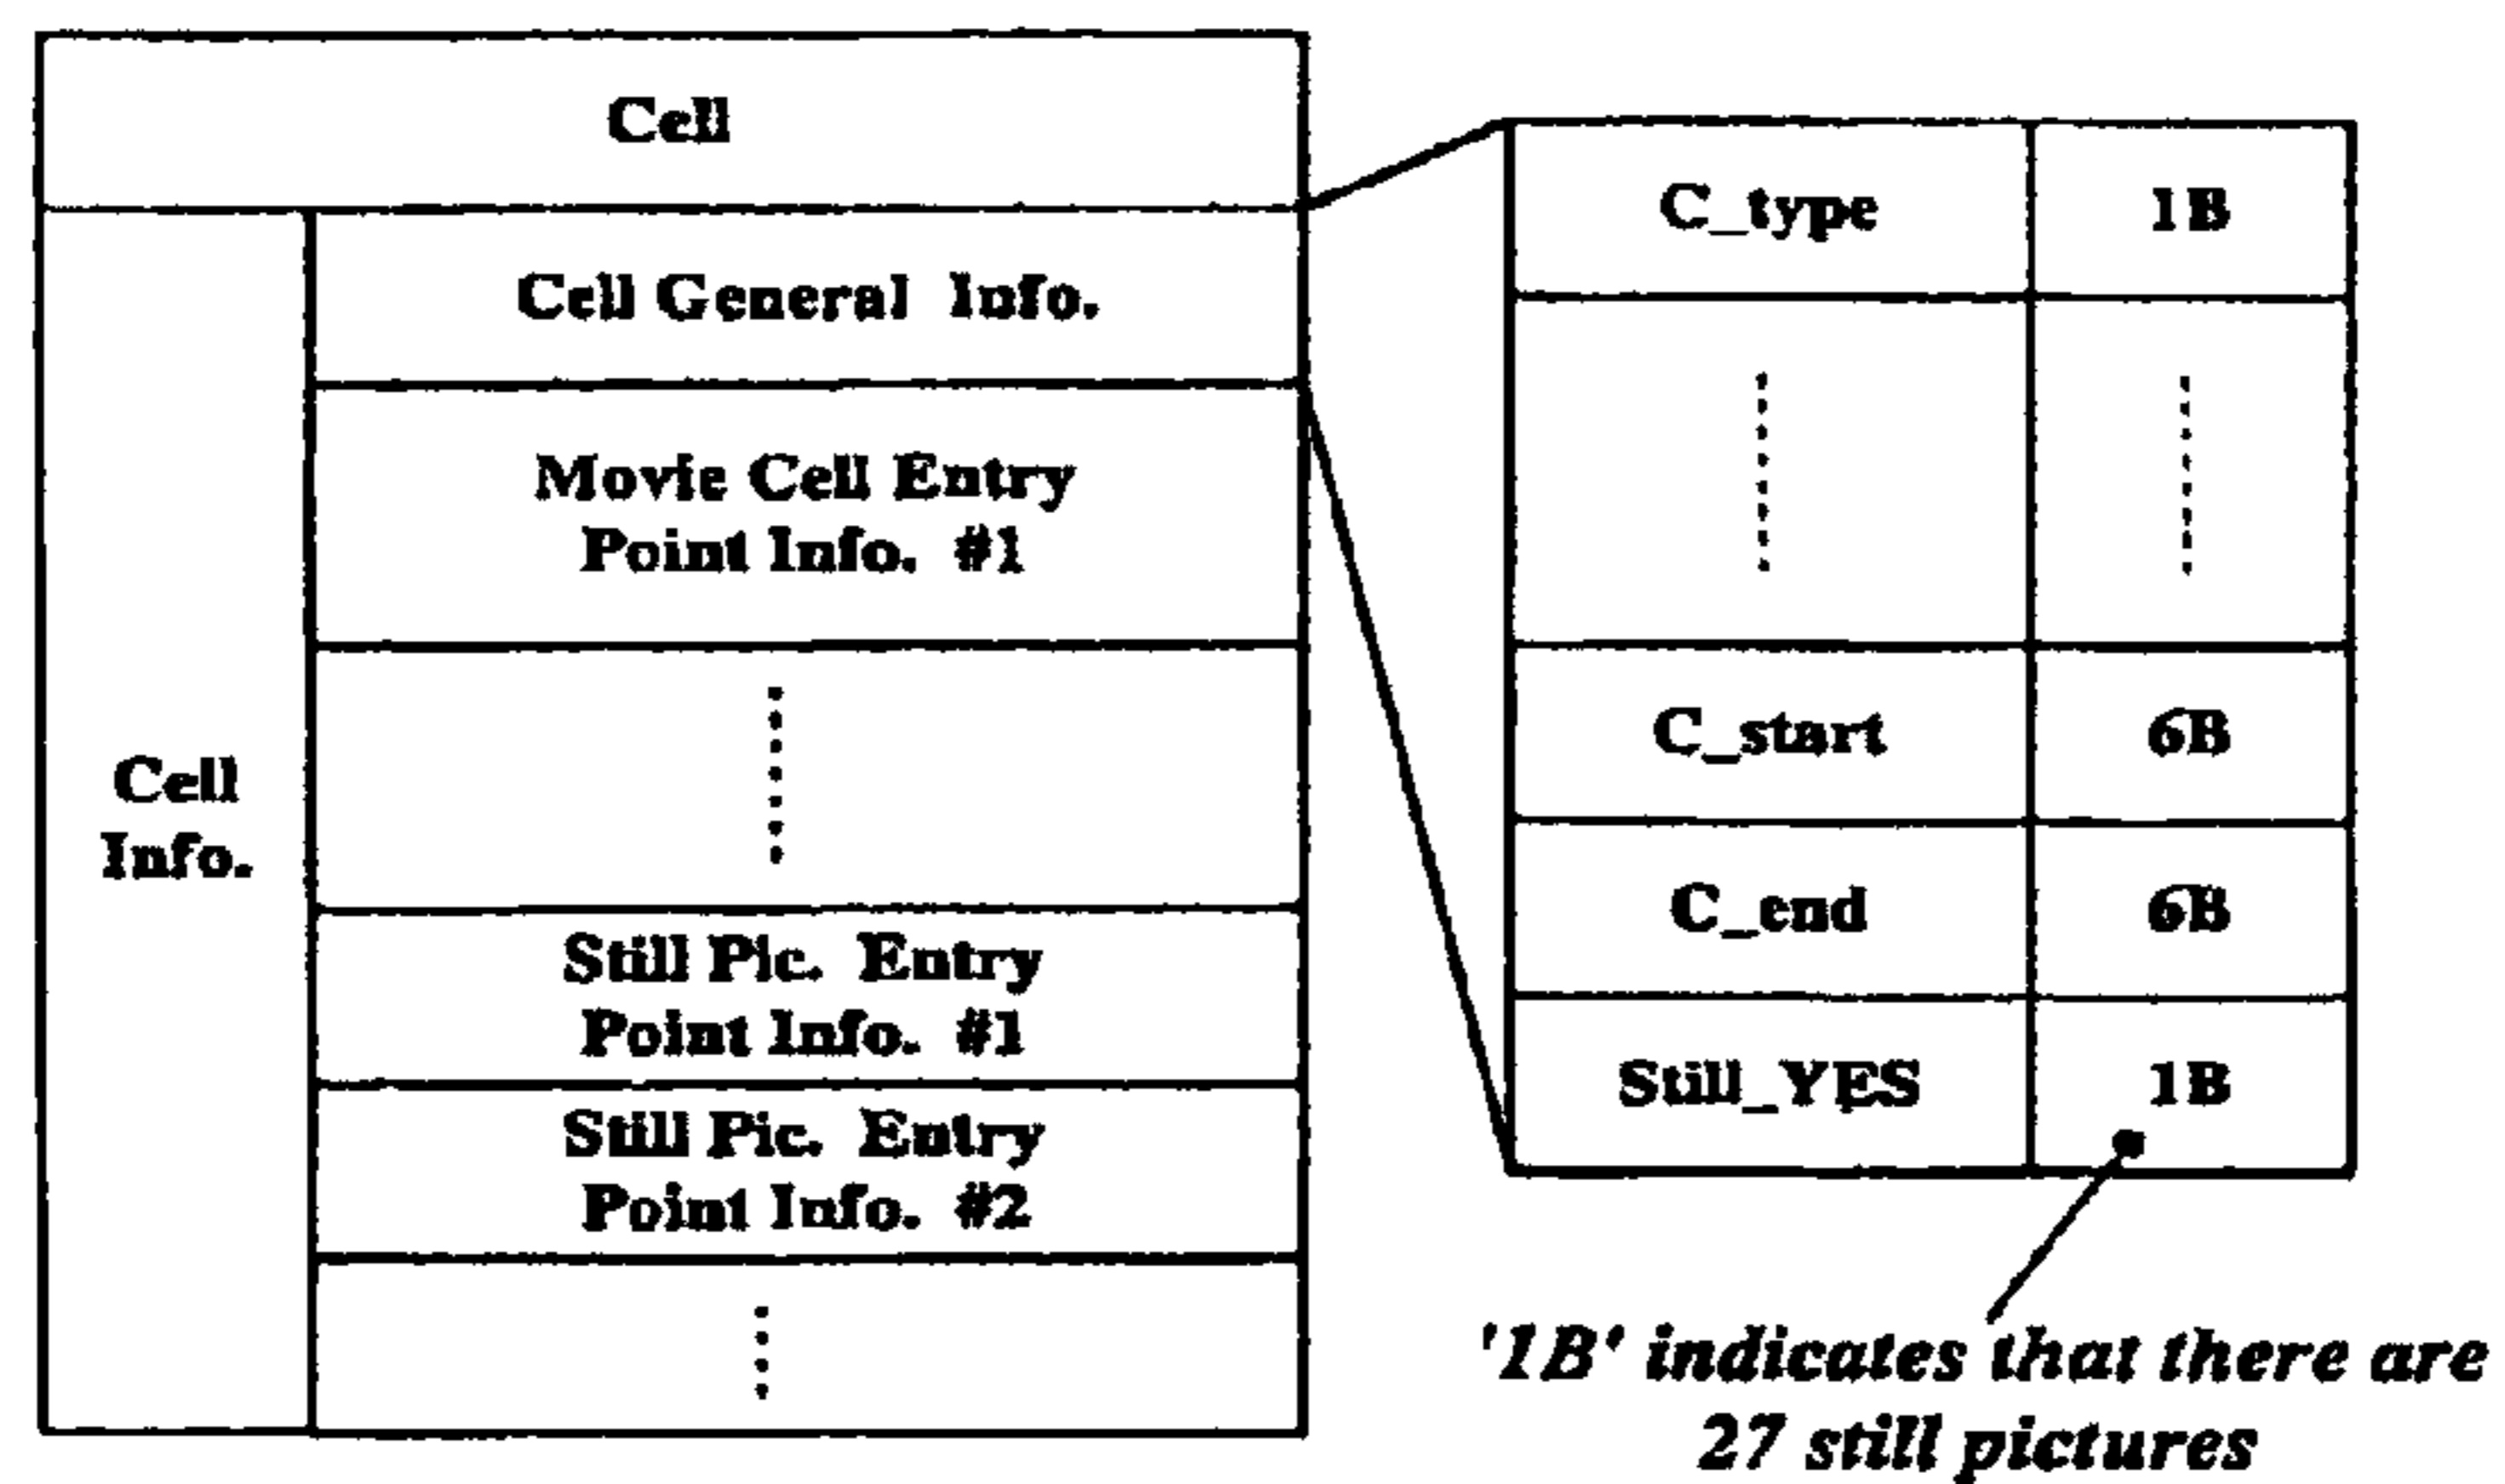 Cell
Cell General Info.
Movie Cell Entry
Point Info. #1
Cell
Info.
Still Pic. Entry
Point Info. #1
Still Pic. Entry
Point Info. #2
C_type 1B
C_start 6B
C_end 6B
Still_YES 1B
'1B' indicates that there are
27 still pictures